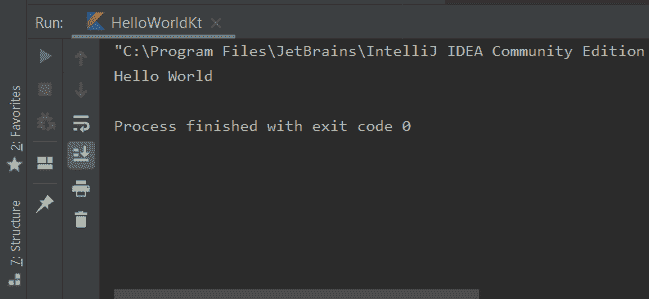 Run: HelloWorldKt
"C:\Program Files\JetBrains\IntelliJ IDEA Community Edition
Hello World
Process finished with exit code 0
2: Favorites
7: Structure